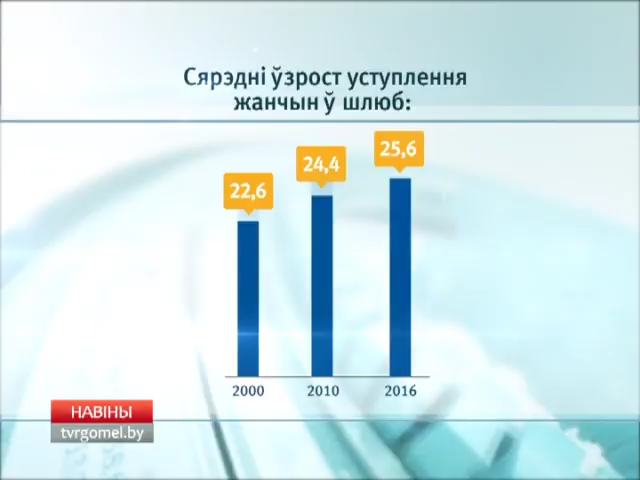 Сярэдні ўзрост уступлення
жанчын ў шлюб:
22,6
24,4
25,6
2000
2010
2016
НАВІНЫ
tvrgomel.by